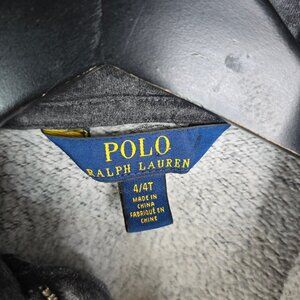 POLO
RALPH LAUREN
4/4T
MADE IN
CHINA
FABRIQUÉ EN
CHINE